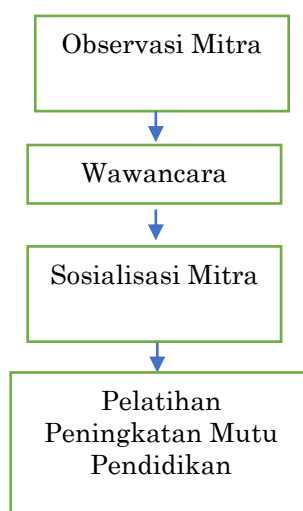 Observasi Mitra
Wawancara
Sosialisasi Mitra
Pelatihan
Peningkatan Mutu
Pendidikan